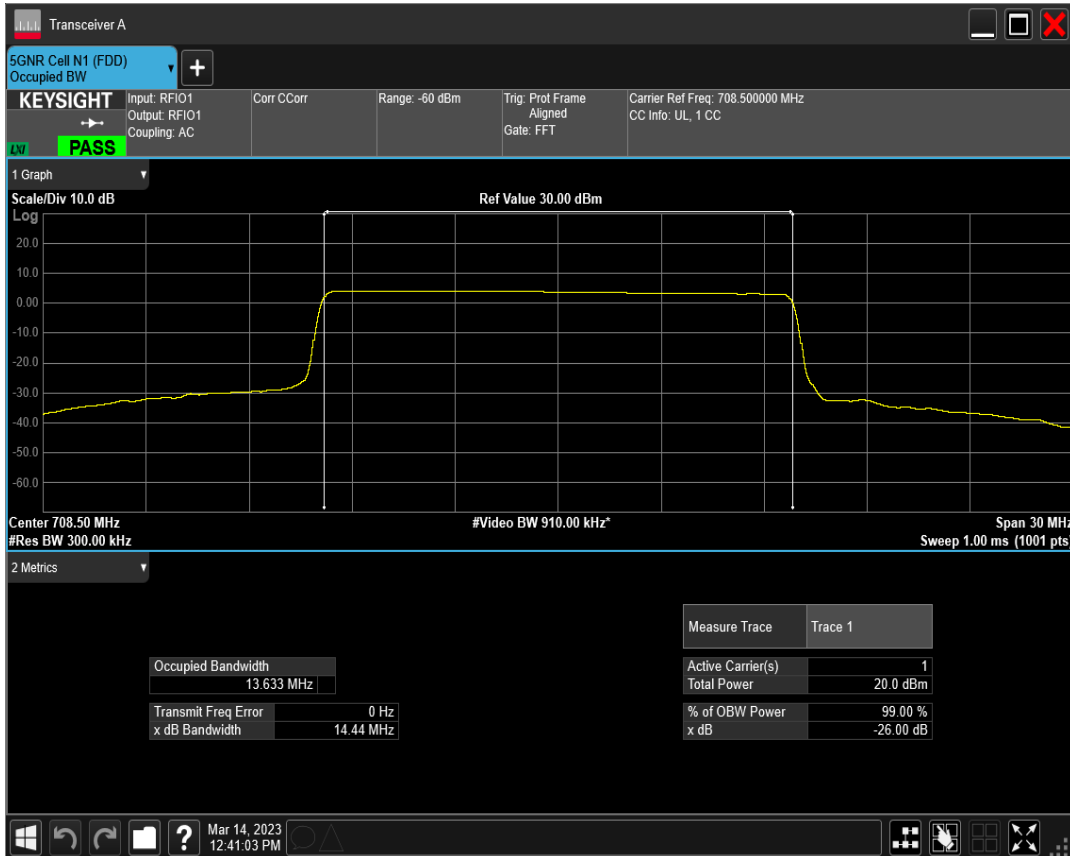 Transceiver A
5GNR Cell N1 (FDD)
Occupied BW
+
KEYSIGHT
LXI
PASS
Input: RFIO1
Output: RFIO1
Coupling: AC
Corr CCorr
Range: -60 dBm
Trig: Prot Frame
Aligned
Gate: FFT
Carrier Ref Freq: 708.500000 MHz
CC Info: UL, 1 CC
1 Graph
Scale/Div 10.0 dB
Ref Value 30.00 dBm
Log
20.0
10.0
0.00
-10.0
-20.0
-30.0
-40.0
-50.0
-60.0
Center 708.50 MHz
#Video BW 910.00 kHz*
Span 30 MHz
#Res BW 300.00 kHz
Sweep 1.00 ms (1001 pts)
2 Metrics
Measure Trace Trace 1
Occupied Bandwidth
13.633 MHz
Active Carrier(s) 1
Total Power 20.0 dBm
Transmit Freq Error 0 Hz
x dB Bandwidth 14.44 MHz
% of OBW Power 99.00 %
x dB -26.00 dB
?
Mar 14, 2023
12:41:03 PM